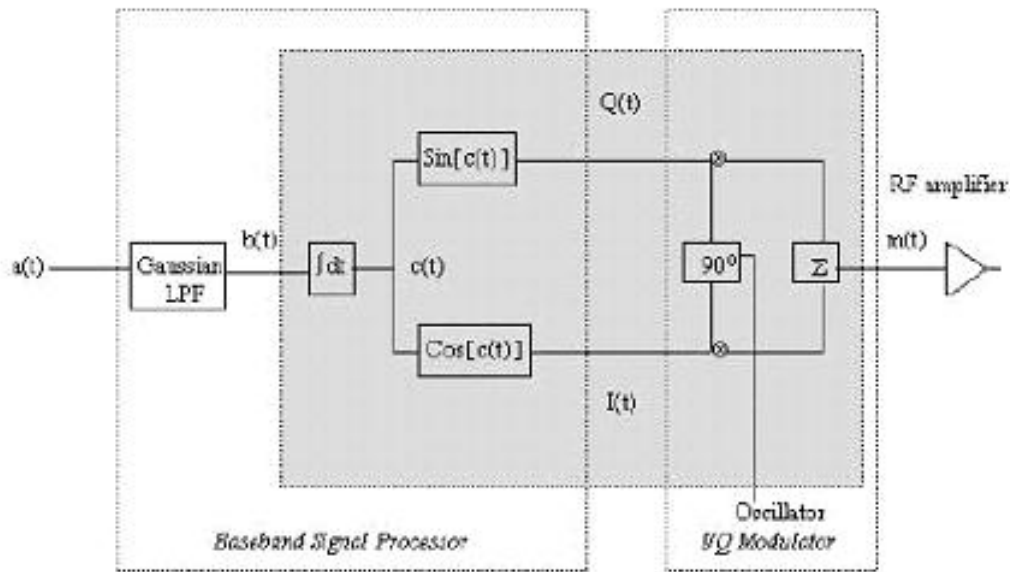 Q(t)
Sin[c(t)]
RF amplifier
a(t)
Gaussian
LPF
b(t)
∫dt
c(t)
90°
Σ
m(t)
Cos[c(t)]
I(t)
Oscillator
Baseband Signal Processor
I/Q Modulator